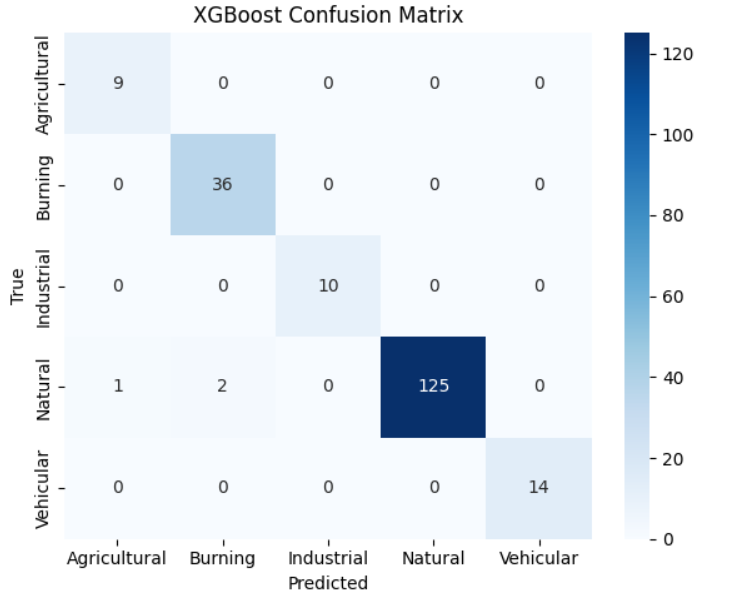 XGBoost Confusion Matrix
Agricultural 9 0 0 0 0
Burning 0 36 0 0 0
Industrial 0 0 10 0 0
Natural 1 2 0 125 0
Vehicular 0 0 0 0 14
True
Agricultural Burning Industrial Natural Vehicular
Predicted
120
100
80
60
40
20
0